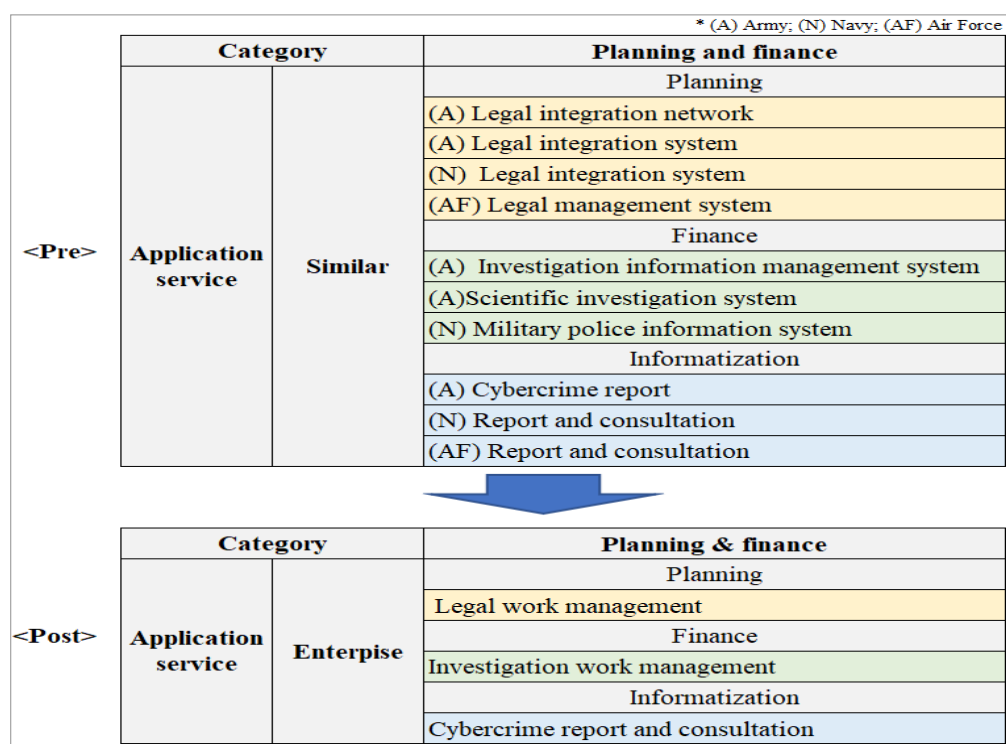 * (A) Army; (N) Navy; (AF) Air Force
Category Planning and finance
Planning
(A) Legal integration network
(A) Legal integration system
(N) Legal integration system
(AF) Legal management system
Finance
<Pre> Application service Similar
(A) Investigation information management system
(A)Scientific investigation system
(N) Military police information system
Informatization
(A) Cybercrime report
(N) Report and consultation
(AF) Report and consultation
Category Planning & finance
Planning
Legal work management
<Post> Application service Enterpise
Finance
Investigation work management
Informatization
Cybercrime report and consultation